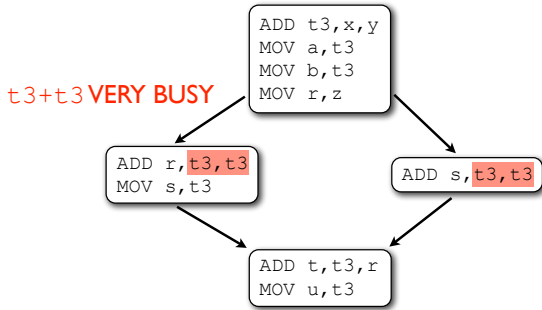 ADD t3,x,y
MOV a,t3
MOV b,t3
MOV r,z
t3+t3 VERY BUSY
ADD r,t3,t3
MOV s,t3
ADD s,t3,t3
ADD t,t3,r
MOV u,t3